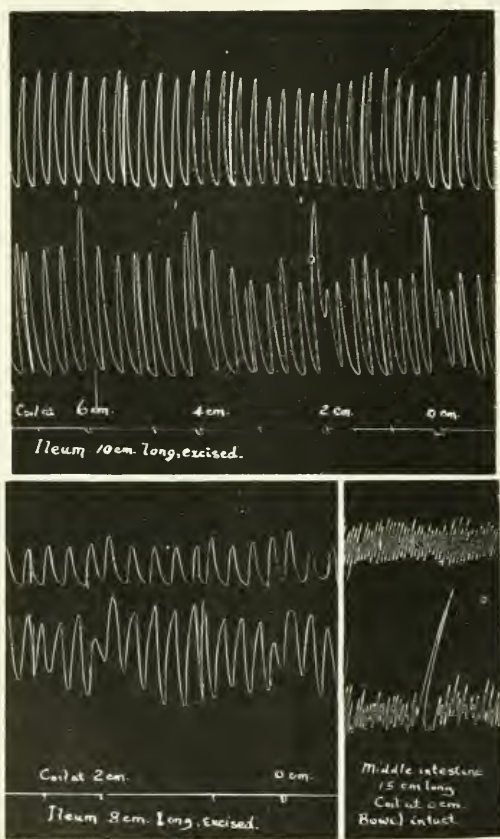 Coil at 6 cm. 4 cm. 2 cm. 0 cm.
Ileum 10 cm. long, excised.
Coil at 2 cm. 0 cm.
Ileum 8 cm. Long, excised.
Middle intestine
15 cm long
Coil at 0 cm.
Bowel intact.